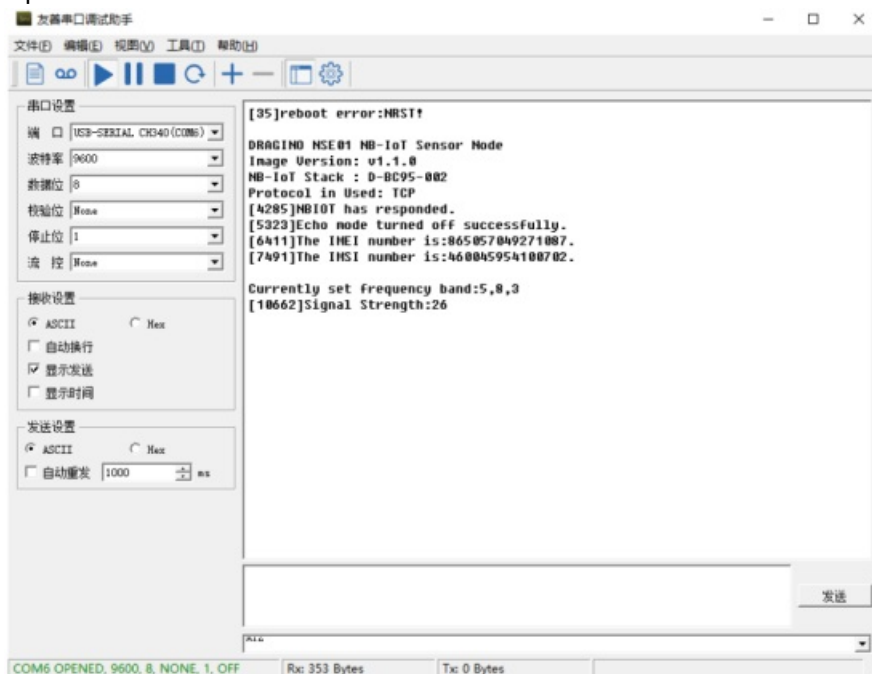 友善串口调试助手
文件(F) 编辑(E) 视图(V) 工具(T) 帮助(H)
串口设置
端 口 USB-SERIAL CH340(COM6)
波特率 9600
数据位 8
校验位 None
停止位 1
流 控 None
接收设置
ASCII Hex
自动换行
显示发送
显示时间
发送设置
ASCII Hex
自动重发 1000 ms
[35]reboot error:NRST!
DRAGINO NSE01 NB-IoT Sensor Node
Image Version: v1.1.0
NB-IoT Stack : D-BC95-002
Protocol in Used: TCP
[4285]NBIOT has responded.
[5323]Echo mode turned off successfully.
[6411]The IMEI number is:865057049271087.
[7491]The IMSI number is:460045954100702.
Currently set frequency band:5,8,3
[10662]Signal Strength:26
发送
COM6 OPENED, 9600, 8, NONE, 1, OFF Rx: 353 Bytes Tx: 0 Bytes